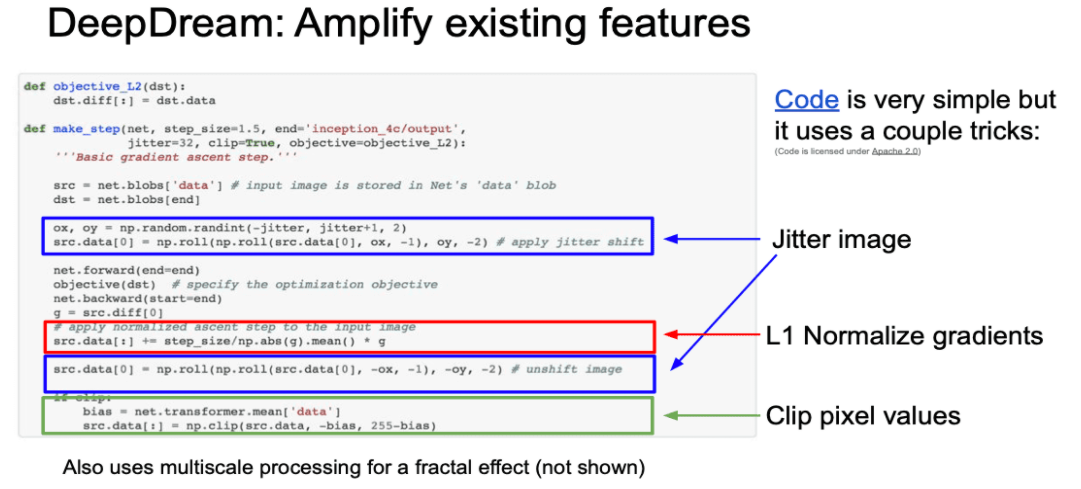 DeepDream: Amplify existing features
def objective_L2(dst):
    dst.diff[:] = dst.data
def make_step(net, step_size=1.5, end='inception_4c/output',
              jitter=32, clip=True, objective=objective_L2):
    '''Basic gradient ascent step.'''
    src = net.blobs['data'] # input image is stored in Net's 'data' blob
    dst = net.blobs[end]
    ox, oy = np.random.randint(-jitter, jitter+1, 2)
    src.data[0] = np.roll(np.roll(src.data[0], ox, -1), oy, -2) # apply jitter shift
    net.forward(end=end)
    objective(dst)  # specify the optimization objective
    net.backward(start=end)
    g = src.diff[0]
    # apply normalized ascent step to the input image
    src.data[:] += step_size/np.abs(g).mean() * g
    src.data[0] = np.roll(np.roll(src.data[0], -ox, -1), -oy, -2) # unshift image
    if clip:
        bias = net.transformer.mean['data']
        src.data[:] = np.clip(src.data, -bias, 255-bias)
Code is very simple but
it uses a couple tricks:
(Code is licensed under Apache 2.0)
Jitter image
L1 Normalize gradients
Clip pixel values
Also uses multiscale processing for a fractal effect (not shown)